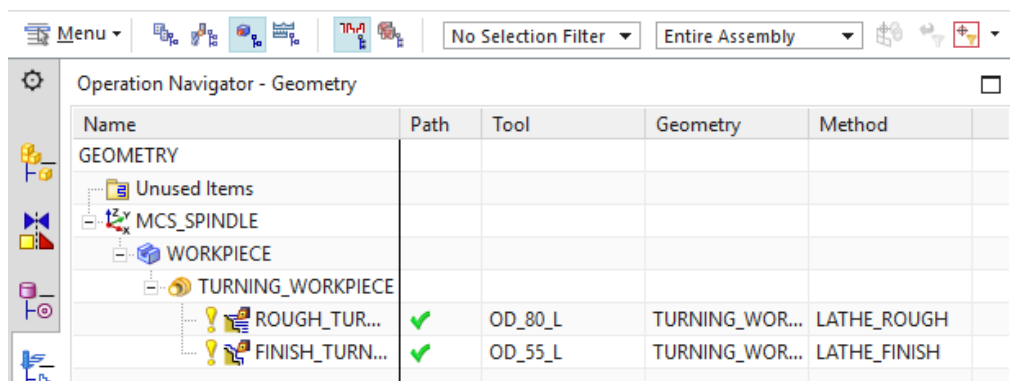 Menu No Selection Filter Entire Assembly
Operation Navigator - Geometry
Name Path Tool Geometry Method
GEOMETRY
Unused Items
MCS_SPINDLE
WORKPIECE
TURNING_WORKPIECE
ROUGH_TUR... OD_80_L TURNING_WOR... LATHE_ROUGH
FINISH_TURN... OD_55_L TURNING_WOR... LATHE_FINISH